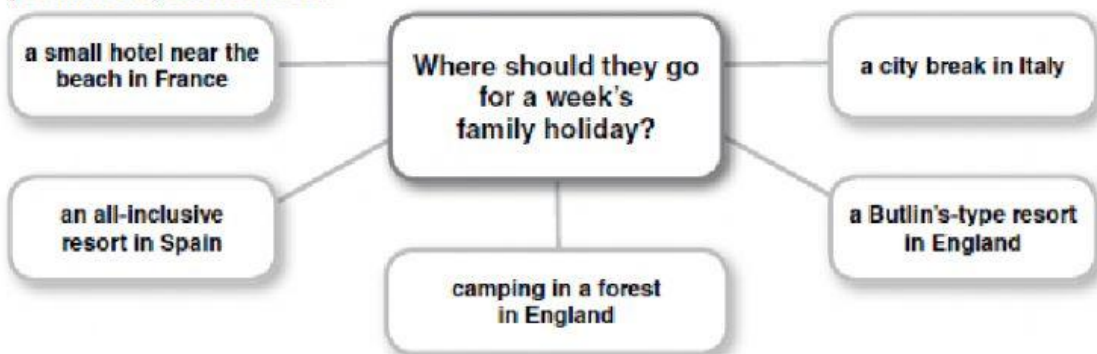 a small hotel near the
beach in France
Where should they go
for a week's
family holiday?
a city break in Italy
an all-inclusive
resort in Spain
a Butlin's-type resort
in England
camping in a forest
in England